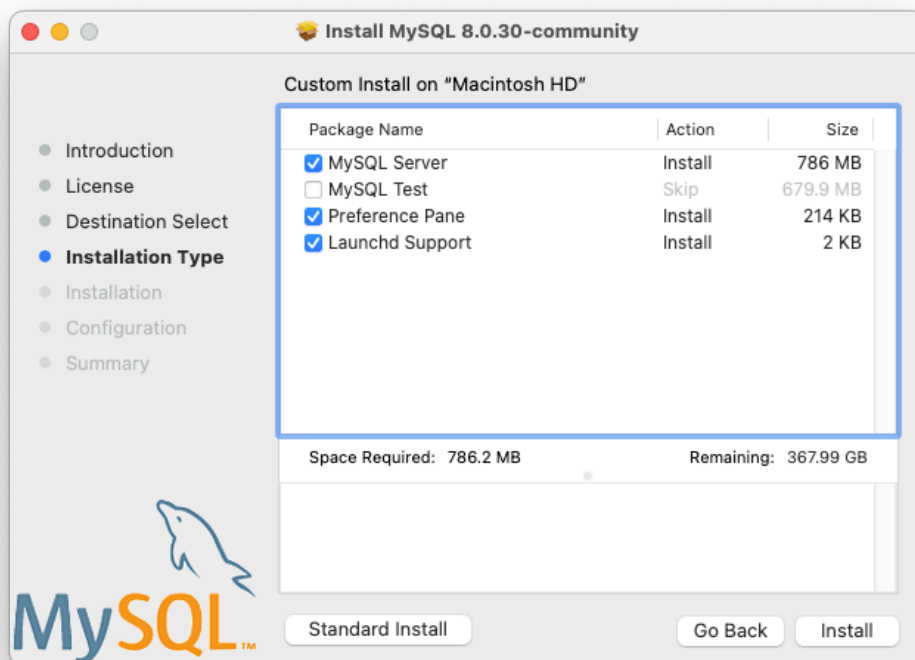 Install MySQL 8.0.30-community
Custom Install on “Macintosh HD”
Introduction
License
Destination Select
Installation Type
Installation
Configuration
Summary
Package Name Action Size
MySQL Server Install 786 MB
MySQL Test Skip 679.9 MB
Preference Pane Install 214 KB
Launchd Support Install 2 KB
Space Required: 786.2 MB Remaining: 367.99 GB
MySQL™
Standard Install Go Back Install